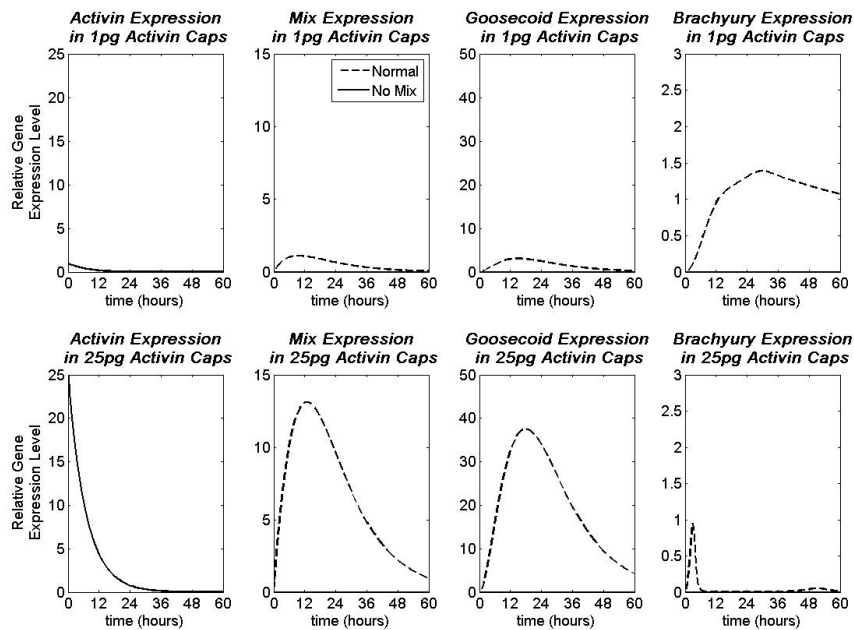 Activin Expression
in 1pg Activin Caps
Mix Expression
in 1pg Activin Caps
Goosecoid Expression
in 1pg Activin Caps
Brachyury Expression
in 1pg Activin Caps
Relative Gene
Expression Level
25
20
15
10
5
0
0 12 24 36 48 60
time (hours)
15
10
5
0
0 12 24 36 48 60
time (hours)
Normal
No Mix
50
40
30
20
10
0
0 12 24 36 48 60
time (hours)
3
2.5
2
1.5
1
0.5
0
0 12 24 36 48 60
time (hours)
Activin Expression
in 25pg Activin Caps
Mix Expression
in 25pg Activin Caps
Goosecoid Expression
in 25pg Activin Caps
Brachyury Expression
in 25pg Activin Caps
Relative Gene
Expression Level
25
20
15
10
5
0
0 12 24 36 48 60
time (hours)
15
10
5
0
0 12 24 36 48 60
time (hours)
50
40
30
20
10
0
0 12 24 36 48 60
time (hours)
3
2.5
2
1.5
1
0.5
0
0 12 24 36 48 60
time (hours)